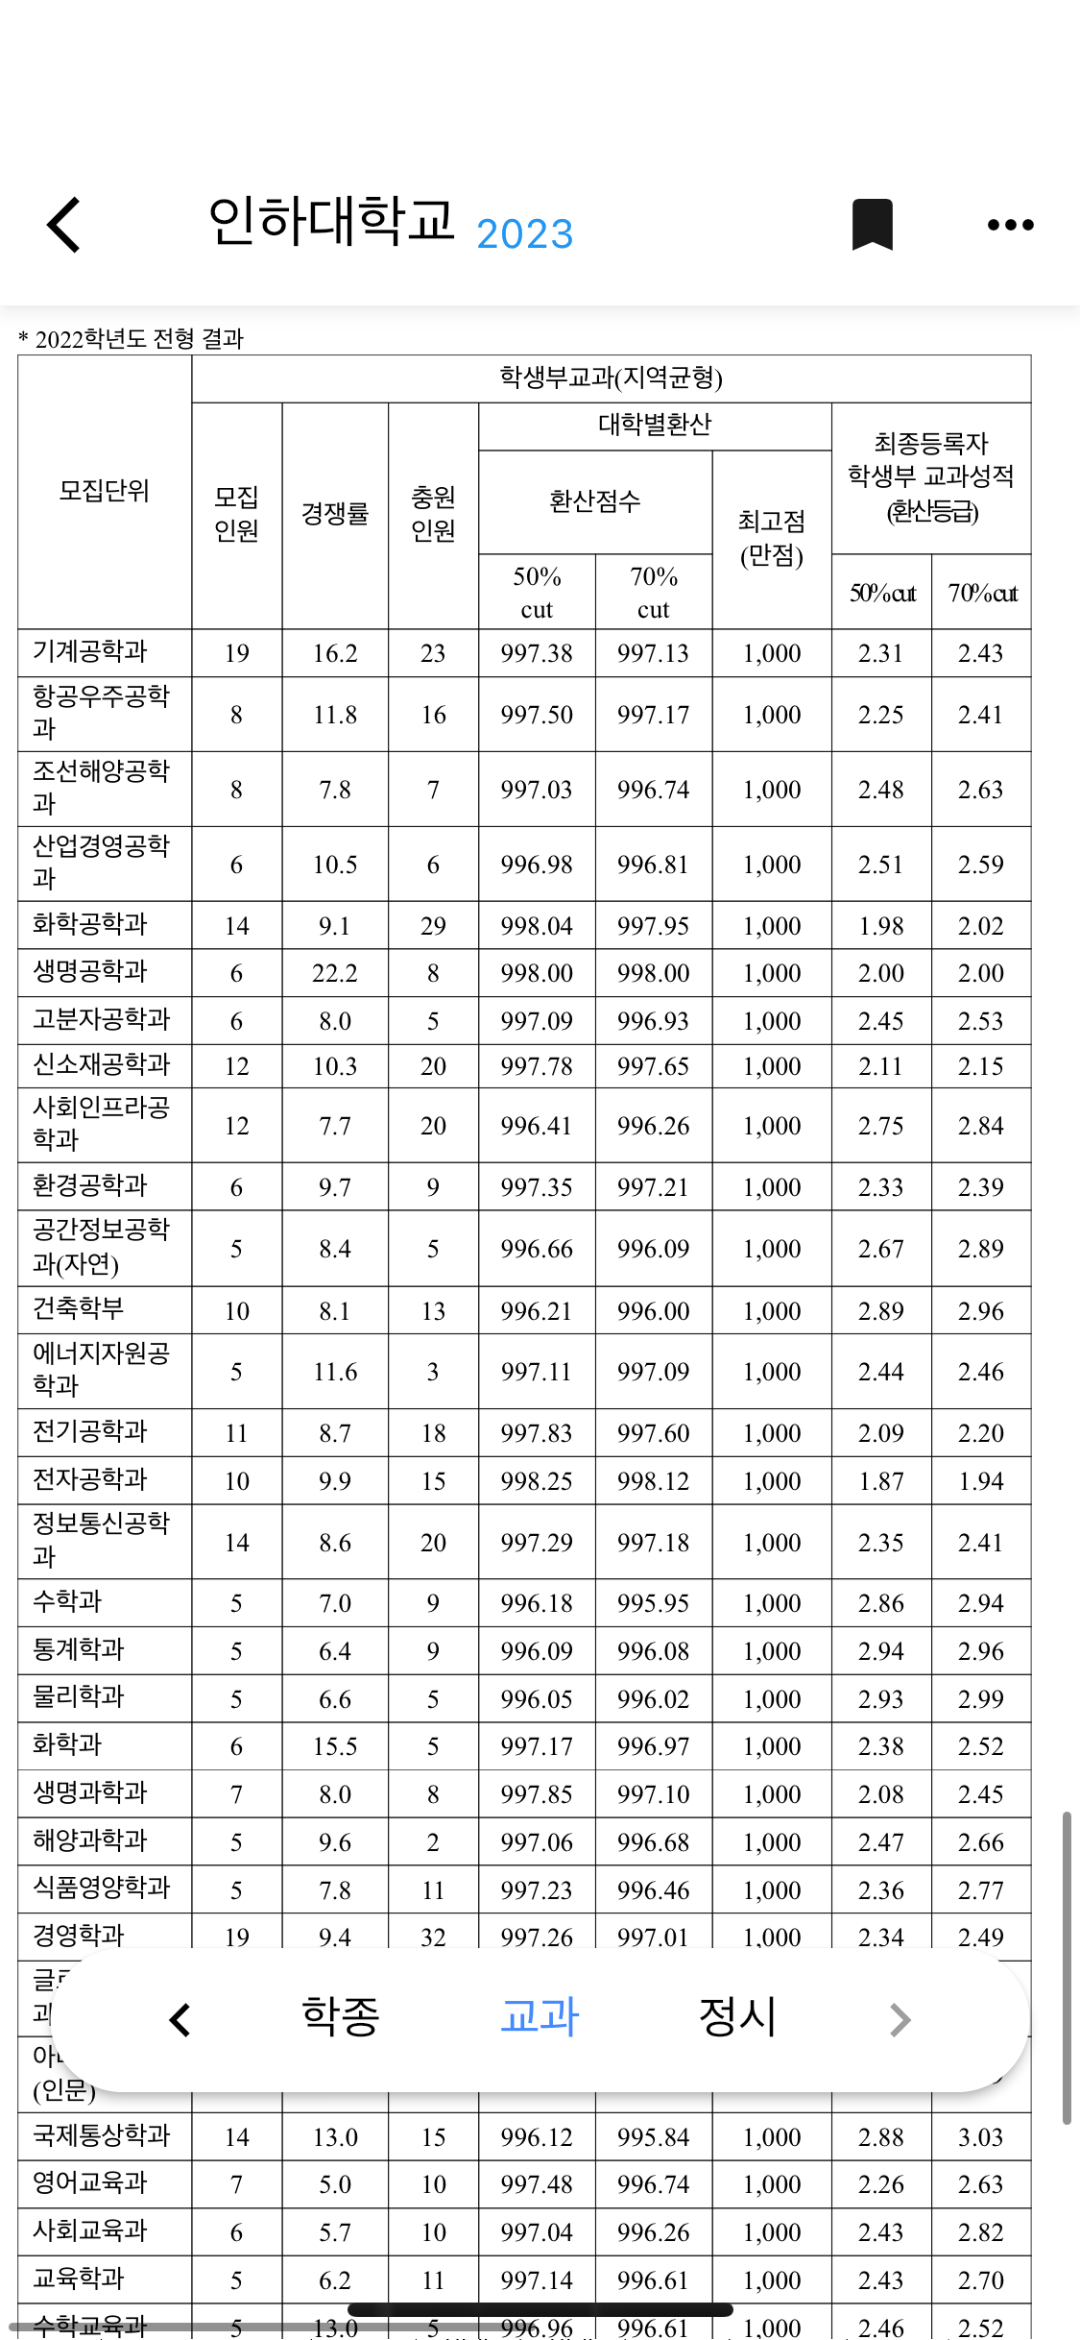 인하대학교 2023
* 2022학년도 전형 결과
학생부교과(지역균형)
모집단위
모집
인원
경쟁률
충원
인원
대학별환산
환산점수
50%
cut
70%
cut
최고점
(만점)
최종등록자
학생부 교과성적
(환산등급)
50%cut 70%cut
기계공학과 19 16.2 23 997.38 997.13 1,000 2.31 2.43
항공우주공학
과 8 11.8 16 997.50 997.17 1,000 2.25 2.41
조선해양공학
과 8 7.8 7 997.03 996.74 1,000 2.48 2.63
산업경영공학
과 6 10.5 6 996.98 996.81 1,000 2.51 2.59
화학공학과 14 9.1 29 998.04 997.95 1,000 1.98 2.02
생명공학과 6 22.2 8 998.00 998.00 1,000 2.00 2.00
고분자공학과 6 8.0 5 997.09 996.93 1,000 2.45 2.53
신소재공학과 12 10.3 20 997.78 997.65 1,000 2.11 2.15
사회인프라공
학과 12 7.7 20 996.41 996.26 1,000 2.75 2.84
환경공학과 6 9.7 9 997.35 997.21 1,000 2.33 2.39
공간정보공학
과(자연) 5 8.4 5 996.66 996.09 1,000 2.67 2.89
건축학부 10 8.1 13 996.21 996.00 1,000 2.89 2.96
에너지자원공
학과 5 11.6 3 997.11 997.09 1,000 2.44 2.46
전기공학과 11 8.7 18 997.83 997.60 1,000 2.09 2.20
전자공학과 10 9.9 15 998.25 998.12 1,000 1.87 1.94
정보통신공학
과 14 8.6 20 997.29 997.18 1,000 2.35 2.41
수학과 5 7.0 9 996.18 995.95 1,000 2.86 2.94
통계학과 5 6.4 9 996.09 996.08 1,000 2.94 2.96
물리학과 5 6.6 5 996.05 996.02 1,000 2.93 2.99
화학과 6 15.5 5 997.17 996.97 1,000 2.38 2.52
생명과학과 7 8.0 8 997.85 997.10 1,000 2.08 2.45
해양과학과 5 9.6 2 997.06 996.68 1,000 2.47 2.66
식품영양학과 5 7.8 11 997.23 996.46 1,000 2.36 2.77
경영학과 19 9.4 32 997.26 997.01 1,000 2.34 2.49
학종 교과 정시
(인문)
국제통상학과 14 13.0 15 996.12 995.84 1,000 2.88 3.03
영어교육과 7 5.0 10 997.48 996.74 1,000 2.26 2.63
사회교육과 6 5.7 10 997.04 996.26 1,000 2.43 2.82
교육학과 5 6.2 11 997.14 996.61 1,000 2.43 2.70
수학교육과 5 13.0 5 996.96 996.61 1,000 2.46 2.52